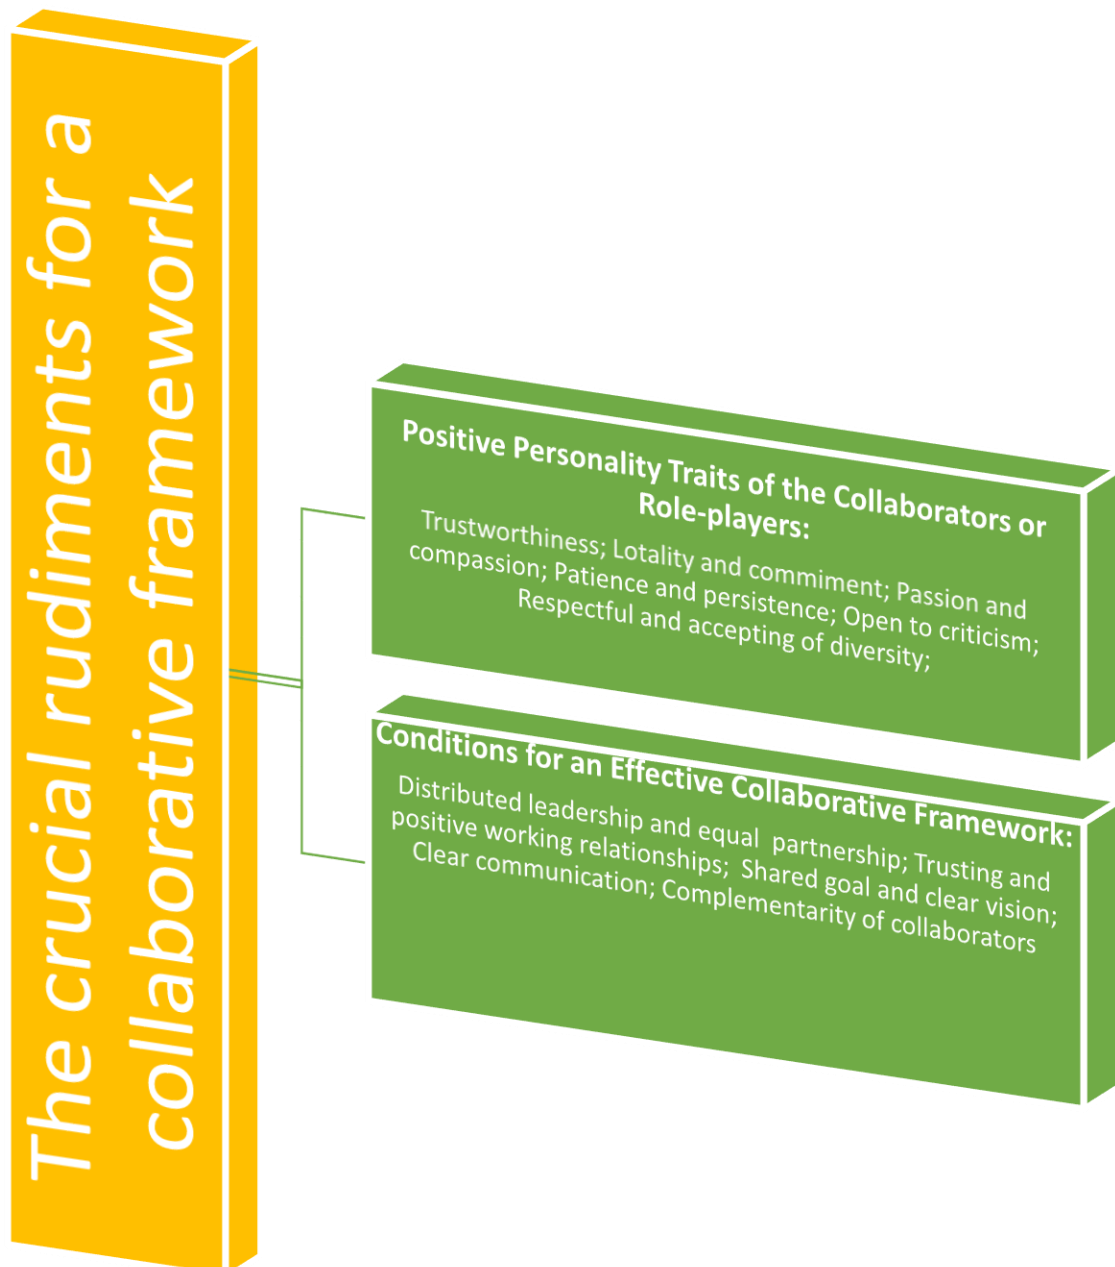 The crucial rudiments for a
collaborative framework
Positive Personality Traits of the Collaborators or
Role-players:
Trustworthiness; Lotality and commiment; Passion and
compassion; Patience and persistence; Open to criticism;
Respectful and accepting of diversity;
Conditions for an Effective Collaborative Framework:
Distributed leadership and equal  partnership; Trusting and
positive working relationships;  Shared goal and clear vision;
Clear communication; Complementarity of collaborators